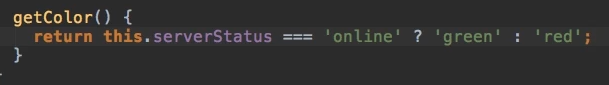 getColor() {
  return this.serverStatus === 'online' ? 'green' : 'red';
}